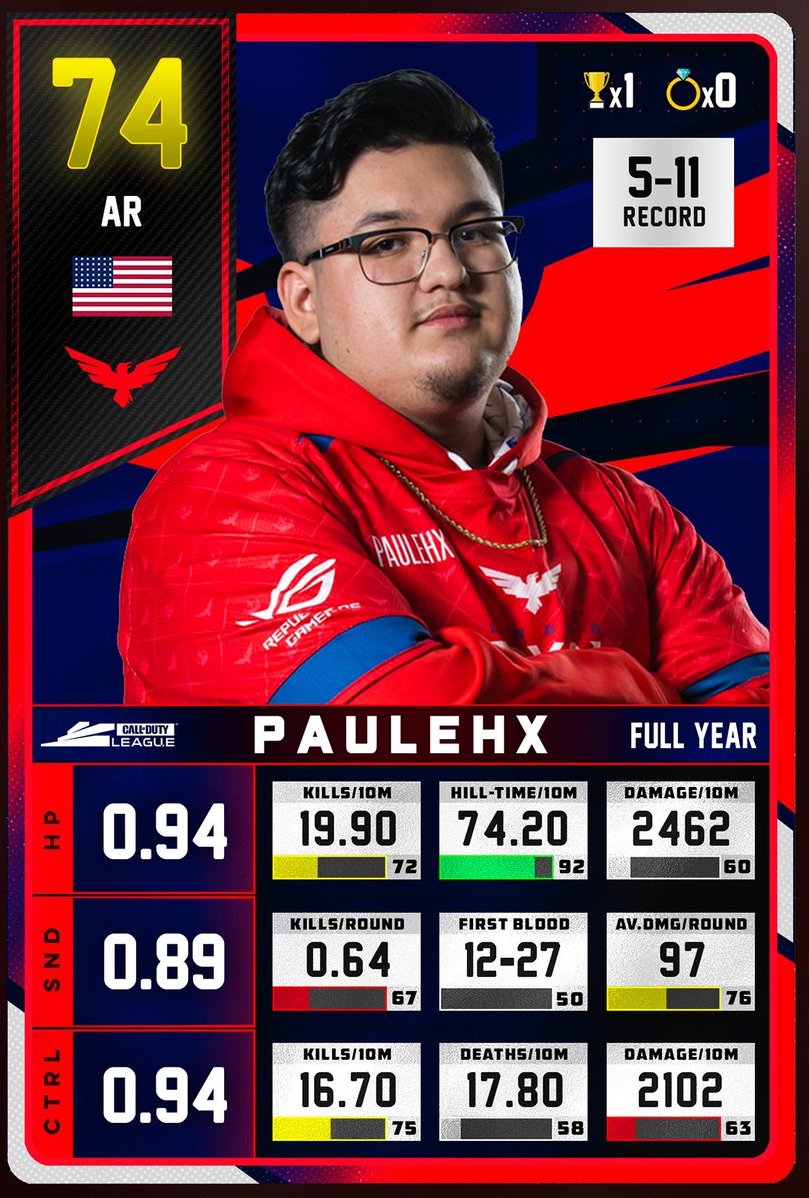 74
AR
x1 x0
5-11
RECORD
PAULEHX
GAMER
CALL OF DUTY
LEAGUE
PAULEHX
FULL YEAR
HP
0.94
KILLS/10M
19.90
72
HILL-TIME/10M
74.20
92
DAMAGE/10M
2462
60
SND
0.89
KILLS/ROUND
0.64
67
FIRST BLOOD
12-27
50
AV.DMG/ROUND
97
76
CTRL
0.94
KILLS/10M
16.70
75
DEATHS/10M
17.80
58
DAMAGE/10M
2102
63